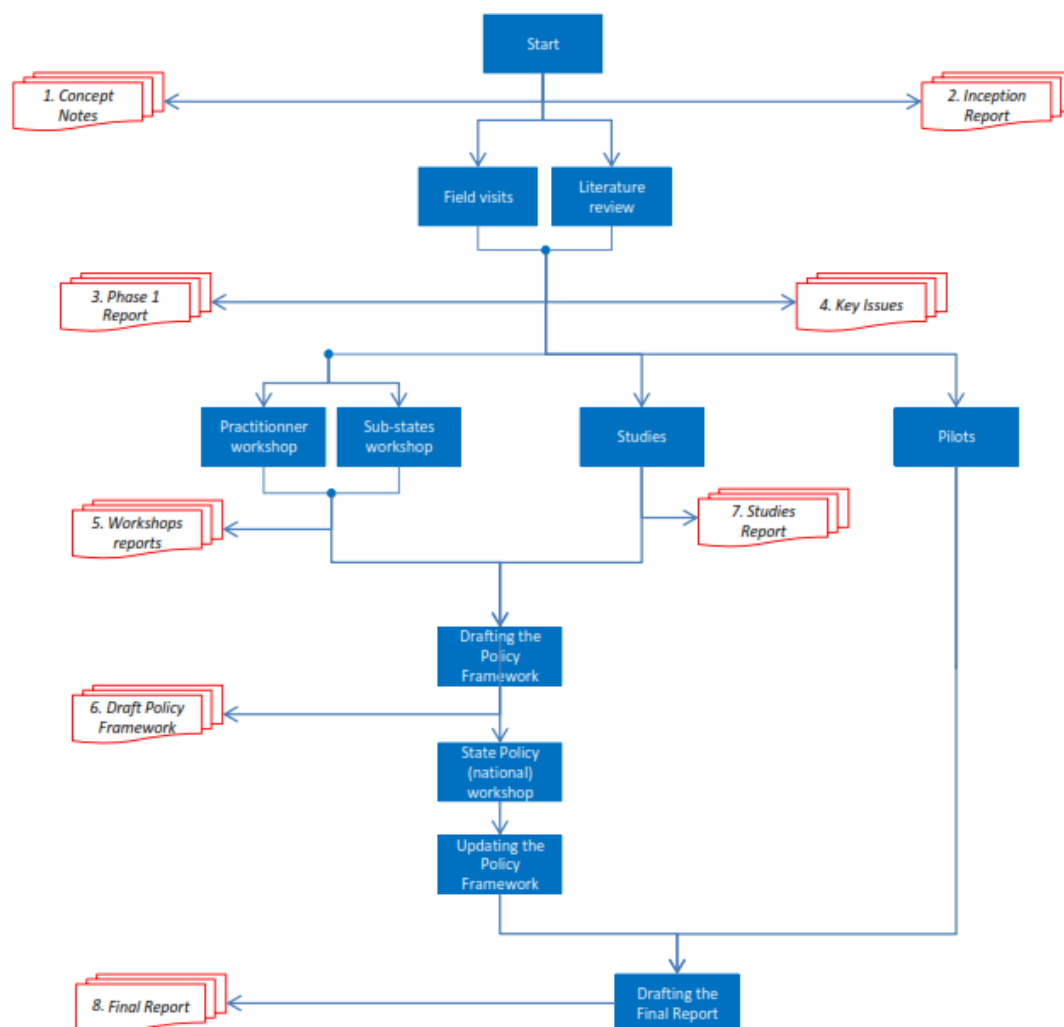 Start
1. Concept
Notes
2. Inception
Report
Field visits
Literature
review
3. Phase 1
Report
4. Key Issues
Practitionner
workshop
Sub-states
workshop
Studies
Pilots
5. Workshops
reports
7. Studies
Report
Drafting the
Policy
Framework
6. Draft Policy
Framework
State Policy
(national)
workshop
Updating the
Policy
Framework
8. Final Report
Drafting the
Final Report